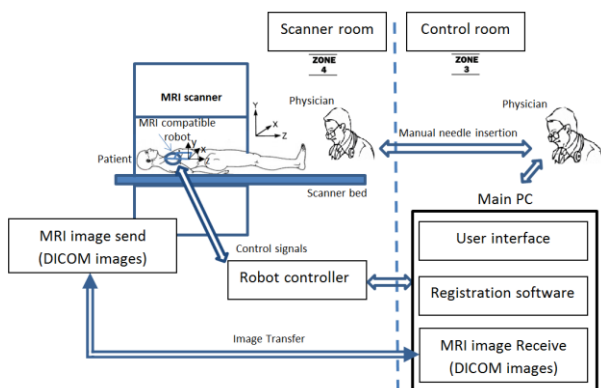 Scanner room
Control room
ZONE
4
ZONE
3
MRI scanner
MRI compatible
robot
Y
X
Z
y
x
z
Physician
Physician
Manual needle insertion
Patient
Scanner bed
Main PC
MRI image send
(DICOM images)
Control signals
Robot controller
User interface
Registration software
Image Transfer
MRI image Receive
(DICOM images)